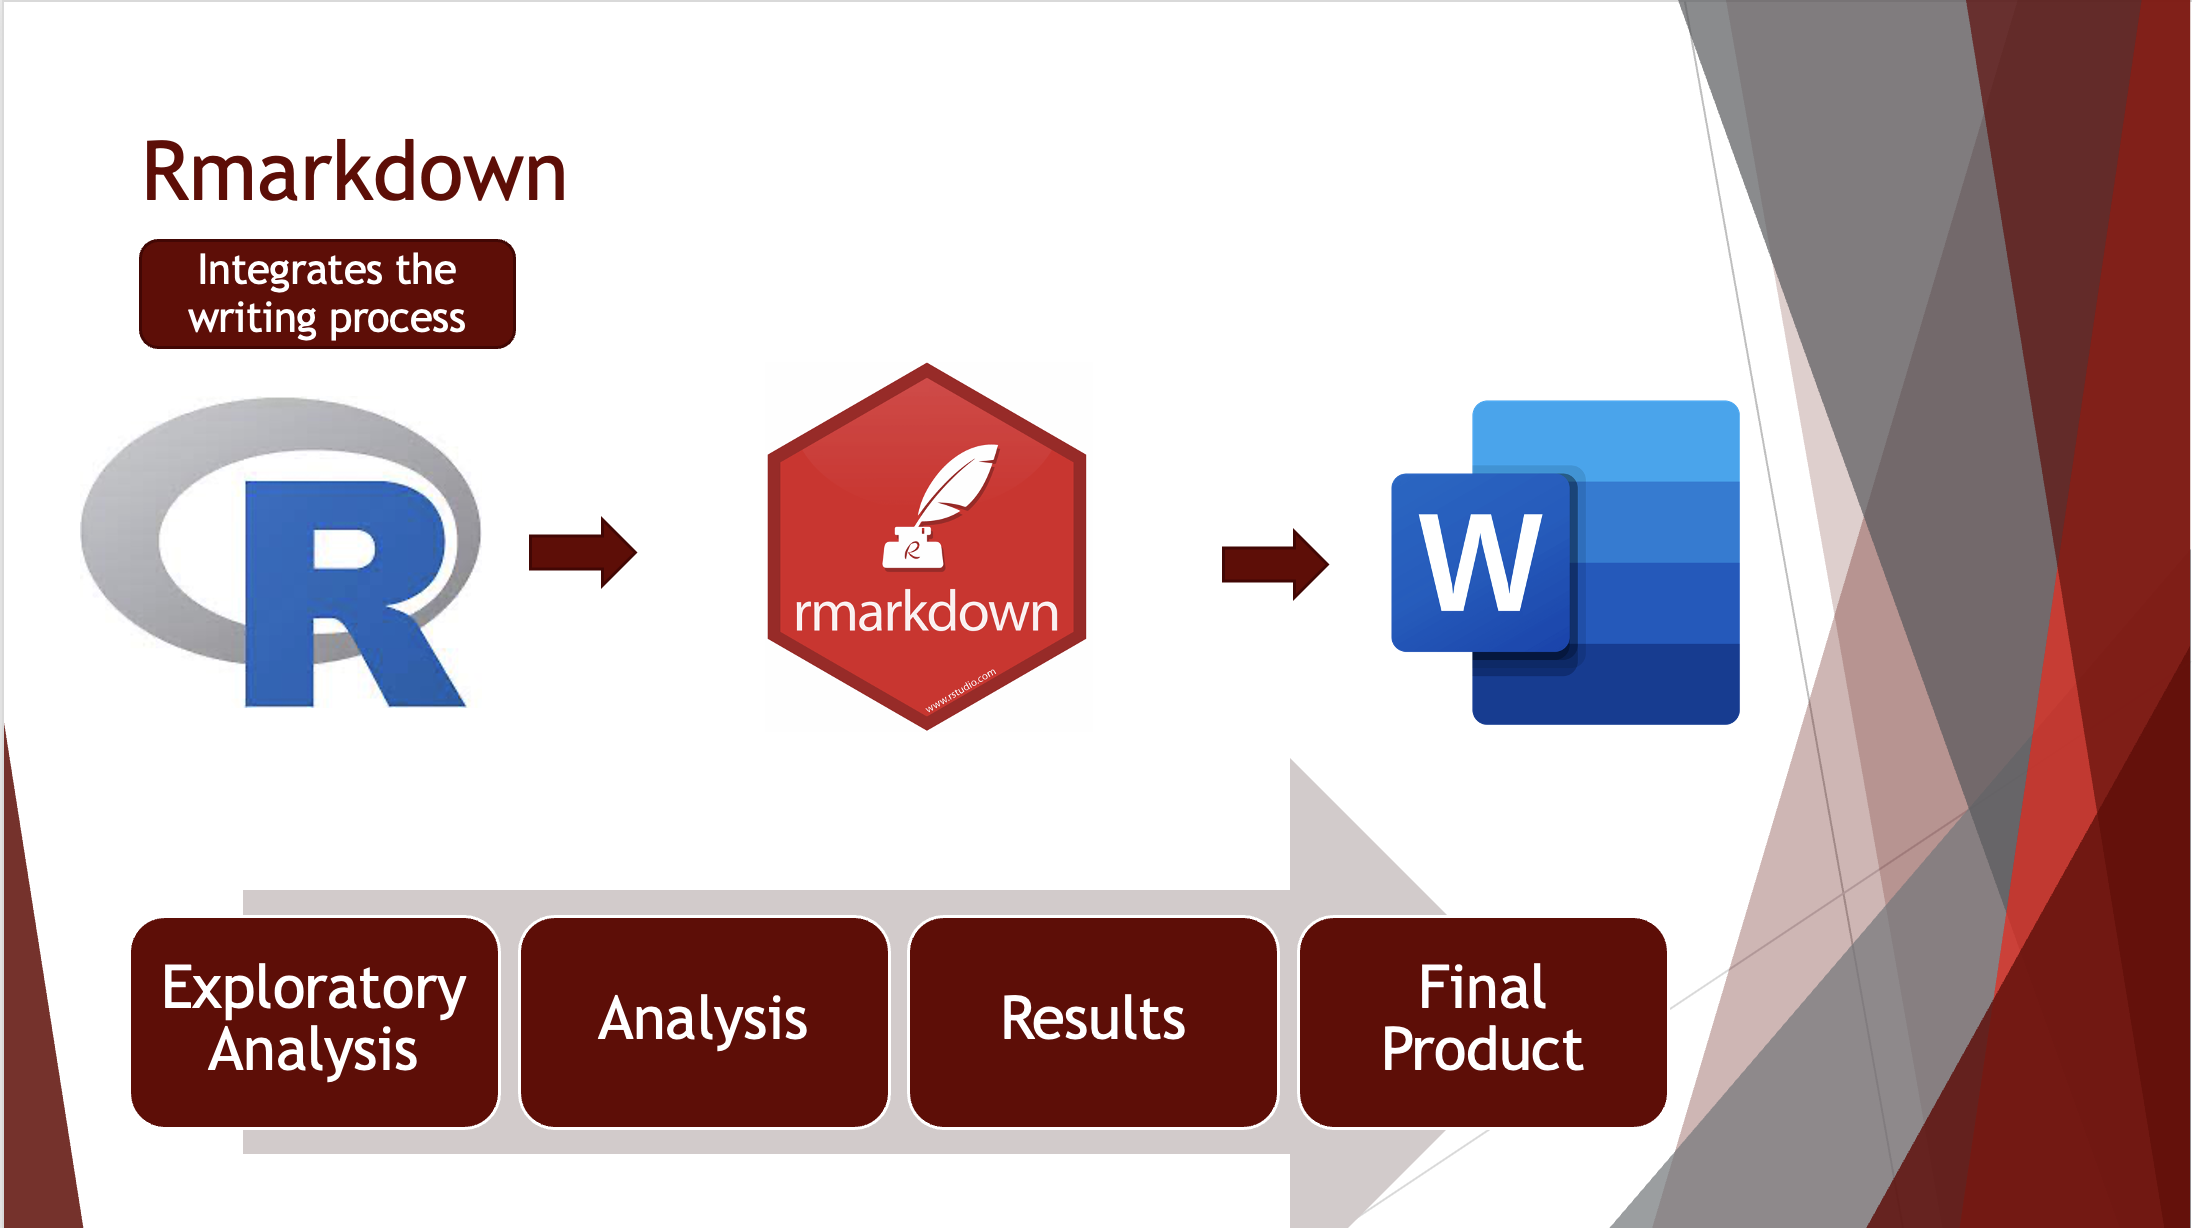 Rmarkdown
Integrates the
writing process
R
R
rmarkdown
www.rstudio.com
W
Exploratory
Analysis
Analysis
Results
Final
Product